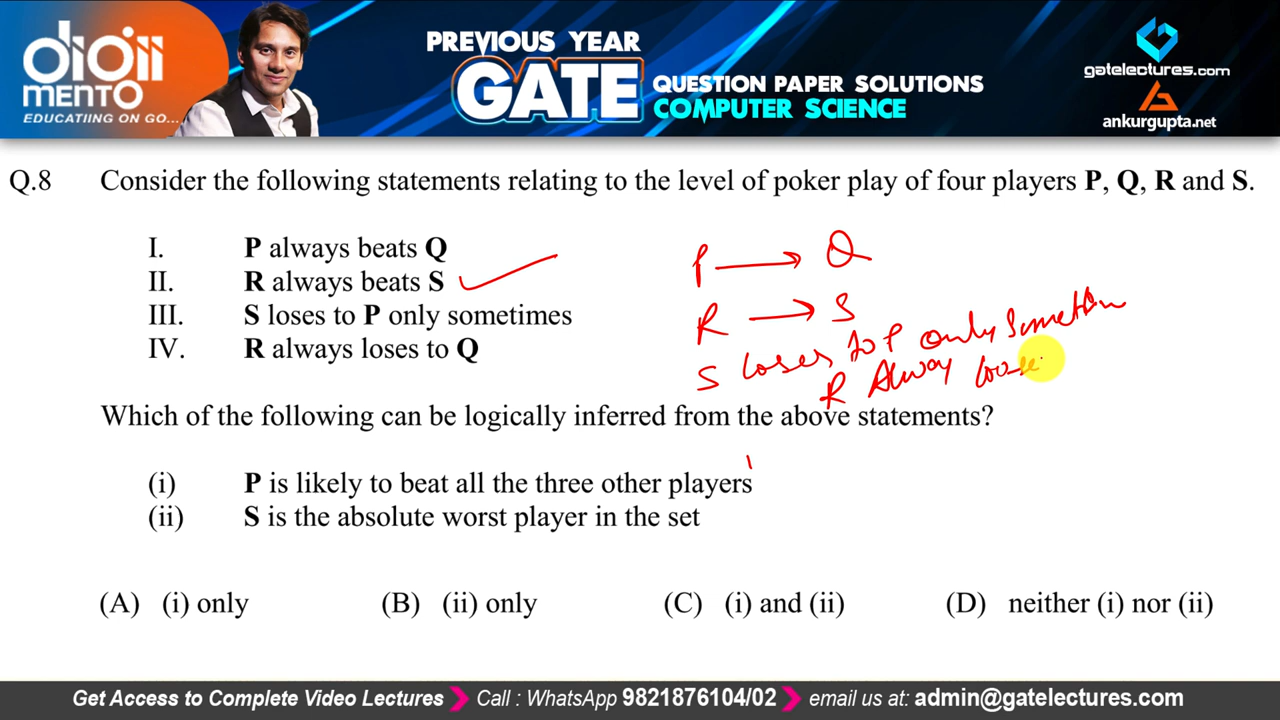 digii
MENTO
EDUCATIING ON GO...
PREVIOUS YEAR
GATE
QUESTION PAPER SOLUTIONS
COMPUTER SCIENCE
gatelectures.com
ankurgupta.net
Q.8 Consider the following statements relating to the level of poker play of four players P, Q, R and S.
I. P always beats Q
II. R always beats S
III. S loses to P only sometimes
IV. R always loses to Q
P → Q
R → S
S loses to P only Sometim
R Alway loose
Which of the following can be logically inferred from the above statements?
(i) P is likely to beat all the three other players
(ii) S is the absolute worst player in the set
(A) (i) only (B) (ii) only (C) (i) and (ii) (D) neither (i) nor (ii)
Get Access to Complete Video Lectures Call : WhatsApp 9821876104/02 email us at: admin@gatelectures.com